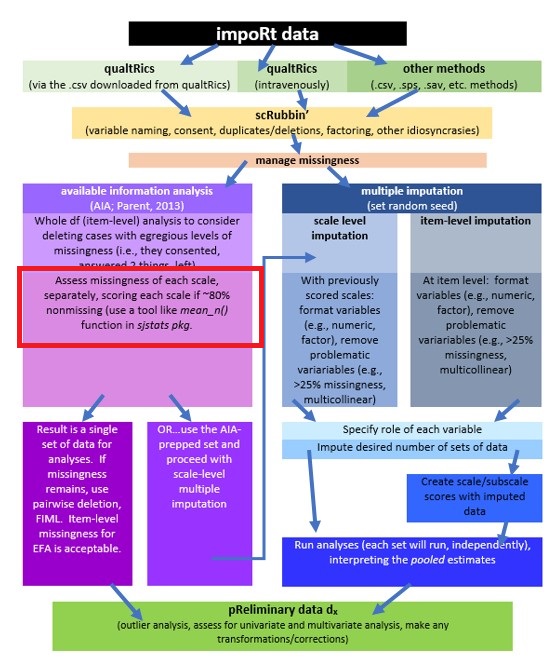 impoRt data
qualtRics
(via the .csv downloaded from qualtRics)
qualtRics
(intravenously)
other methods
(.csv, .sps, .sav, etc. methods)
scRubbin’
(variable naming, consent, duplicates/deletions, factoring, other idiosyncrasies)
manage missingness
available information analysis
(AIA; Parent, 2013)
Whole df (item-level) analysis to consider
deleting cases with egregious levels of
missingness (i.e., they consented,
answered 2 things, left)
Assess missingness of each scale,
separately, scoring each scale if ~80%
nonmissing (use a tool like mean_n()
function in sjstats pkg.
Result is a single
set of data for
analyses. If
missingness
remains, use
pairwise deletion,
FIML. Item-level
missingness for
EFA is acceptable.
OR…use the AIA-
prepped set and
proceed with
scale-level
multiple
imputation
multiple imputation
(set random seed)
scale level
imputation
With previously
scored scales:
format variables
(e.g., numeric,
factor), remove
problematic
varariables (e.g.,
>25% missingness,
multicollinear)
item-level imputation
At item level: format
variables (e.g., numeric,
factor), remove
problematic
varariables (e.g., >25%
missingness,
multicollinear)
Specify role of each variable
Impute desired number of sets of data
Create scale/subscale
scores with imputed
data
Run analyses (each set will run, independently),
interpreting the pooled estimates
pReliminary data dx
(outlier analysis, assess for univariate and multivariate analysis, make any
transformations/corrections)